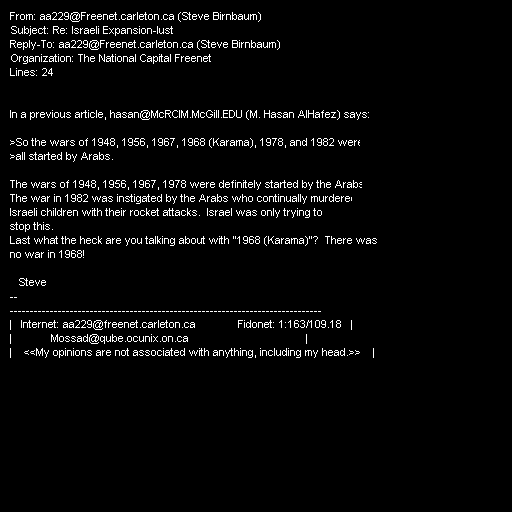 From: aa229@Freenet.carleton.ca (Steve Birnbaum)
Subject: Re: Israeli Expansion-lust
Reply-To: aa229@Freenet.carleton.ca (Steve Birnbaum)
Organization: The National Capital Freenet
Lines: 24
In a previous article, hasan@McRCIM.McGill.EDU (M. Hasan AlHafez) says:
>So the wars of 1948, 1956, 1967, 1968 (Karama), 1978, and 1982 were
>all started by Arabs.
The wars of 1948, 1956, 1967, 1978 were definitely started by the Arabs
The war in 1982 was instigated by the Arabs who continually murdered
Israeli children with their rocket attacks.  Israel was only trying to
stop this.
Last what the heck are you talking about with "1968 (Karama)"?  There was
no war in 1968!
Steve
--
------------------------------------------------------------------------------
|   Internet: aa229@freenet.carleton.ca              Fidonet: 1:163/109.18   |
|             Mossad@qube.ocunix.on.ca                                       |
|    <<My opinions are not associated with anything, including my head.>>    |